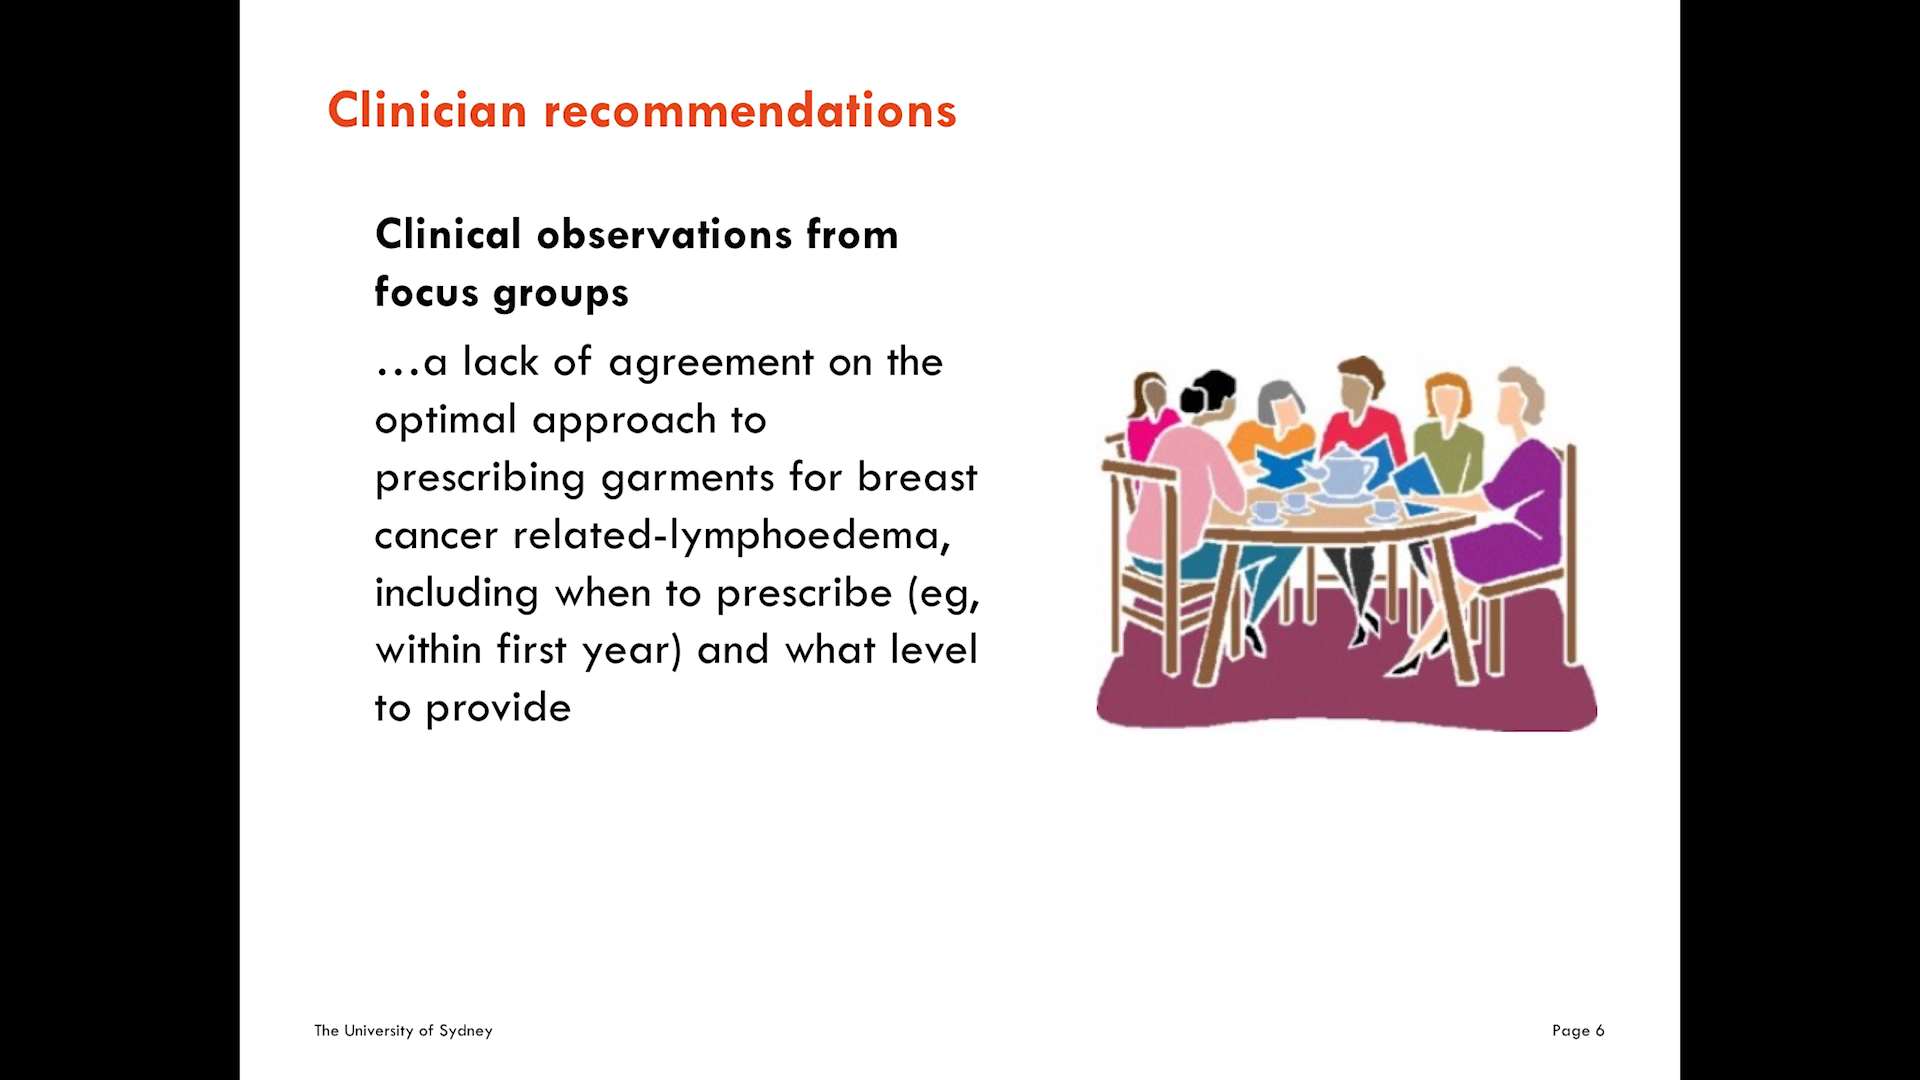 Clinician recommendations
Clinical observations from
focus groups
...a lack of agreement on the
optimal approach to
prescribing garments for breast
cancer related-lymphoedema,
including when to prescribe (eg,
within first year) and what level
to provide
The University of Sydney
Page 6